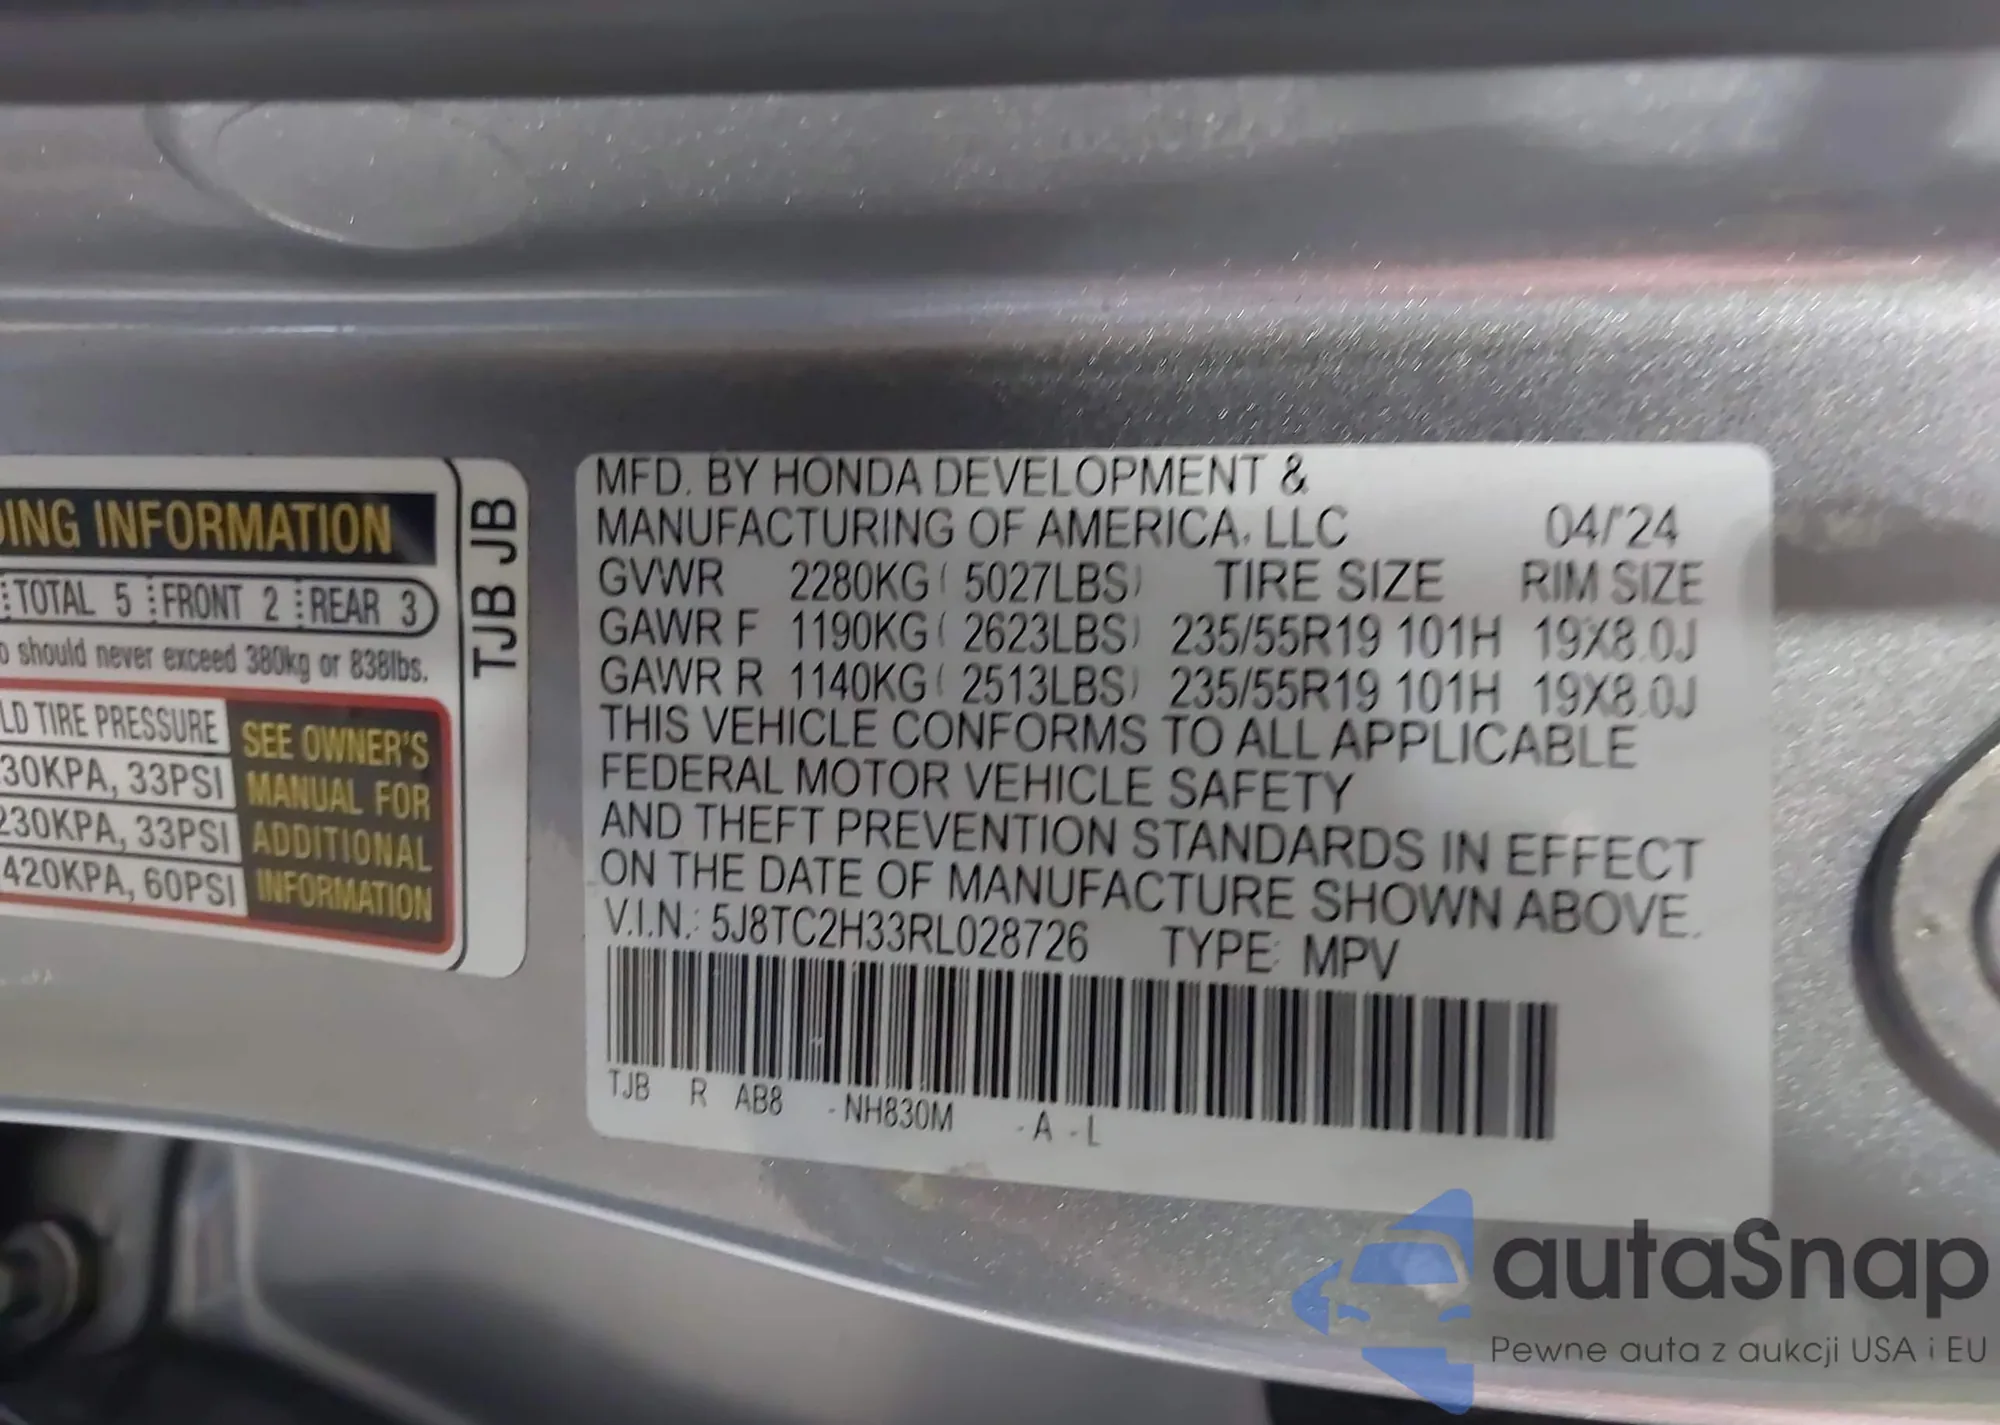 DING INFORMATION
TOTAL 5 FRONT 2 REAR 3
should never exceed 380kg or 838lbs.
TIRE PRESSURE
30KPA, 33PSI
230KPA, 33PSI
420KPA, 60PSI
SEE OWNER'S
MANUAL FOR
ADDITIONAL
INFORMATION
TJB JB
MFD. BY HONDA DEVELOPMENT &
MANUFACTURING OF AMERICA, LLC 04/'24
GVWR 2280KG ( 5027LBS) TIRE SIZE RIM SIZE
GAWR F 1190KG ( 2623LBS) 235/55R19 101H 19X8.0J
GAWR R 1140KG ( 2513LBS) 235/55R19 101H 19X8.0J
THIS VEHICLE CONFORMS TO ALL APPLICABLE
FEDERAL MOTOR VEHICLE SAFETY
AND THEFT PREVENTION STANDARDS IN EFFECT
ON THE DATE OF MANUFACTURE SHOWN ABOVE.
V.I.N.: 5J8TC2H33RL028726 TYPE: MPV
TJB R AB8 -NH830M -A -L
autaSnap
Pewne auta z aukcji USA i EU